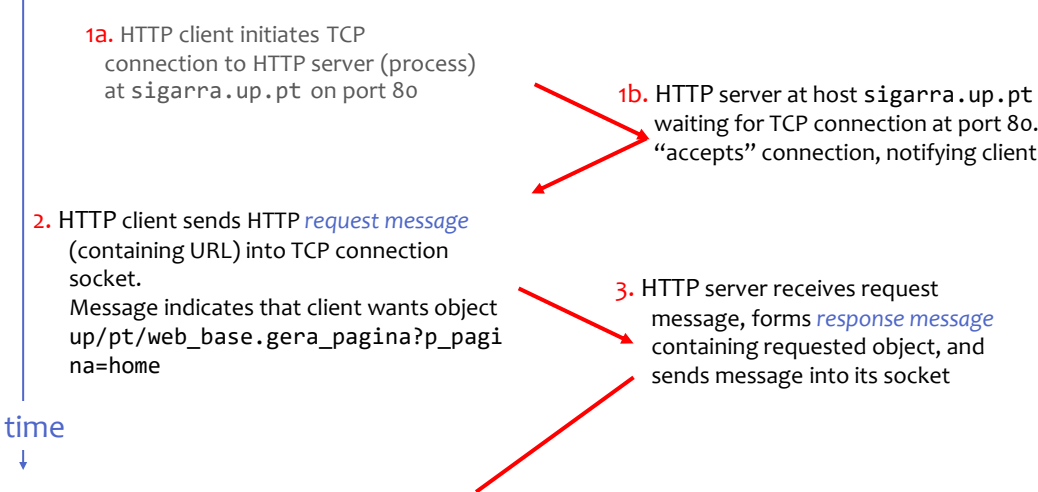 1a. HTTP client initiates TCP
connection to HTTP server (process)
at sigarra.up.pt on port 80
1b. HTTP server at host sigarra.up.pt
waiting for TCP connection at port 80.
“accepts” connection, notifying client
2. HTTP client sends HTTP request message
(containing URL) into TCP connection
socket.
Message indicates that client wants object
up/pt/web_base.gera_pagina?p_pagi
na=home
3. HTTP server receives request
message, forms response message
containing requested object, and
sends message into its socket
time